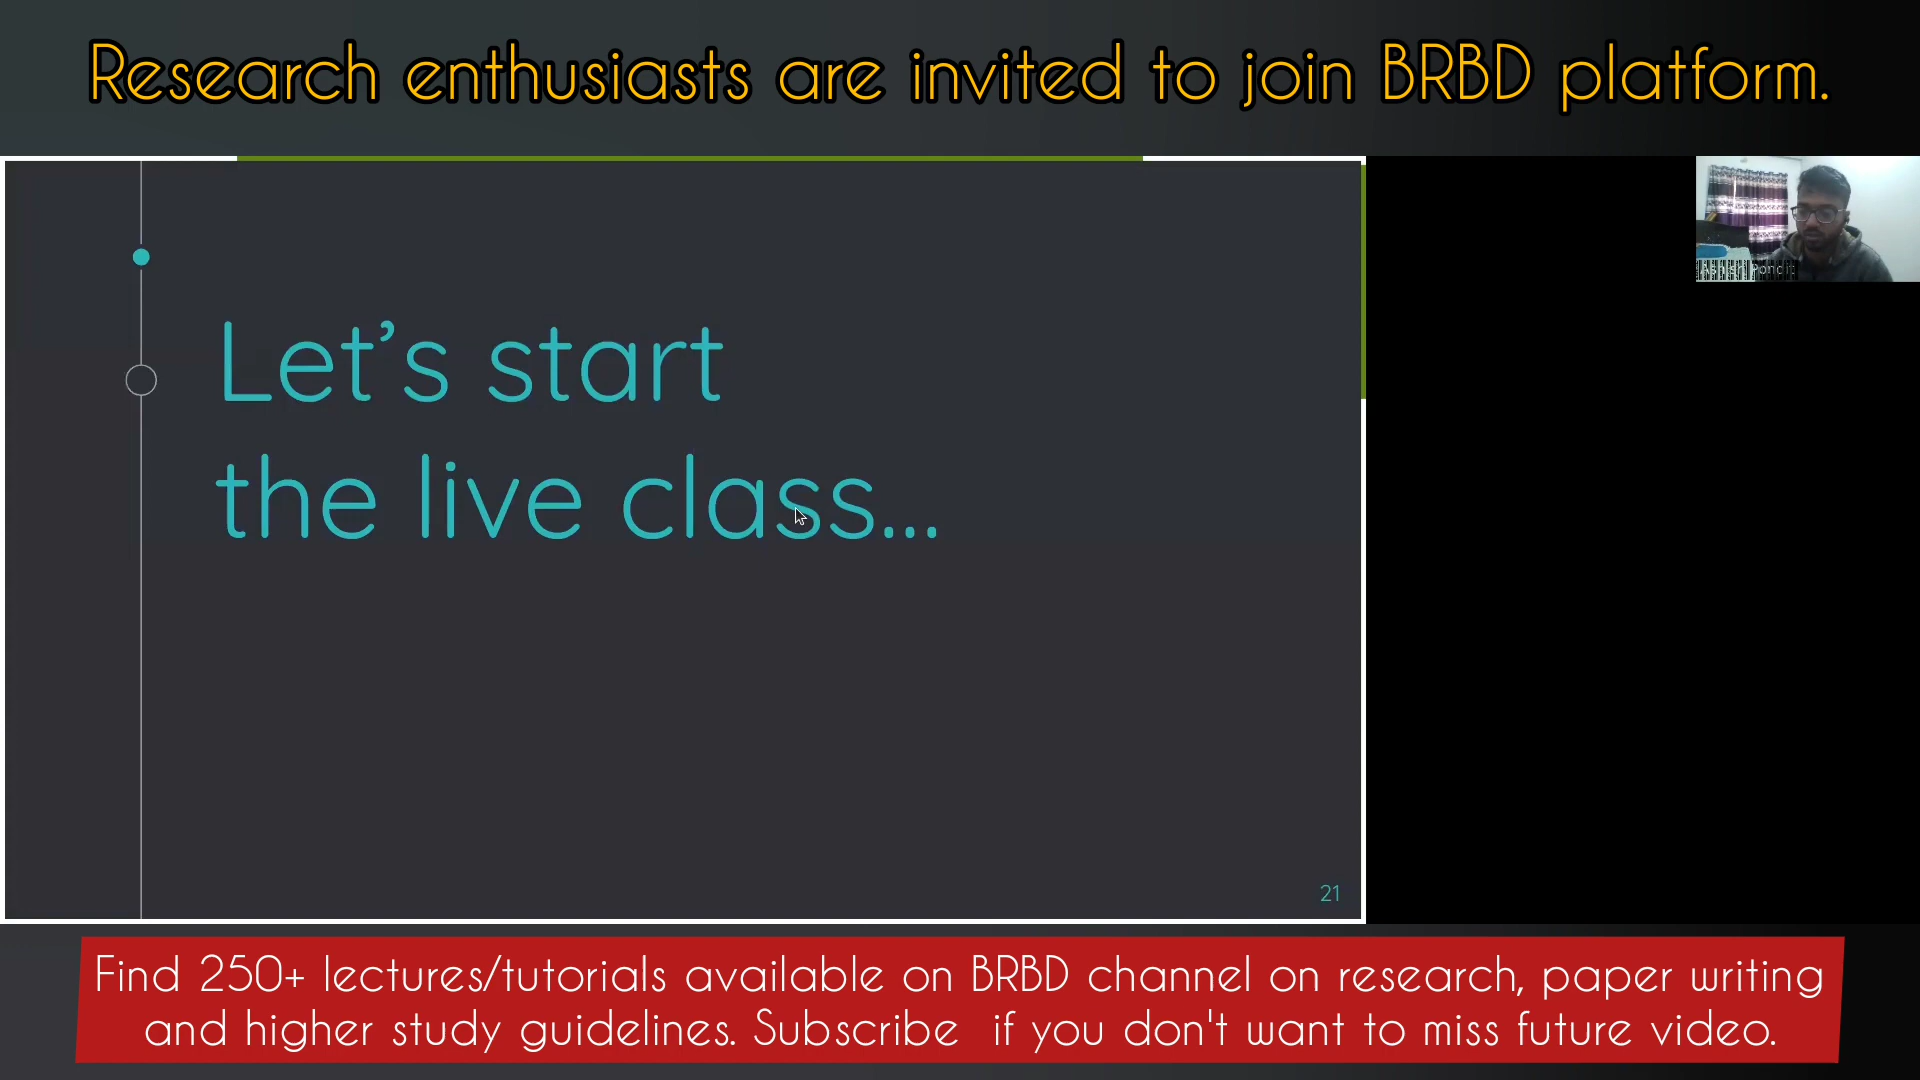 Research enthusiasts are invited to join BRBD platform.
Let’s start
the live class...
21
Find 250+ lectures/tutorials available on BRBD channel on research, paper writing
and higher study guidelines. Subscribe if you don't want to miss future video.